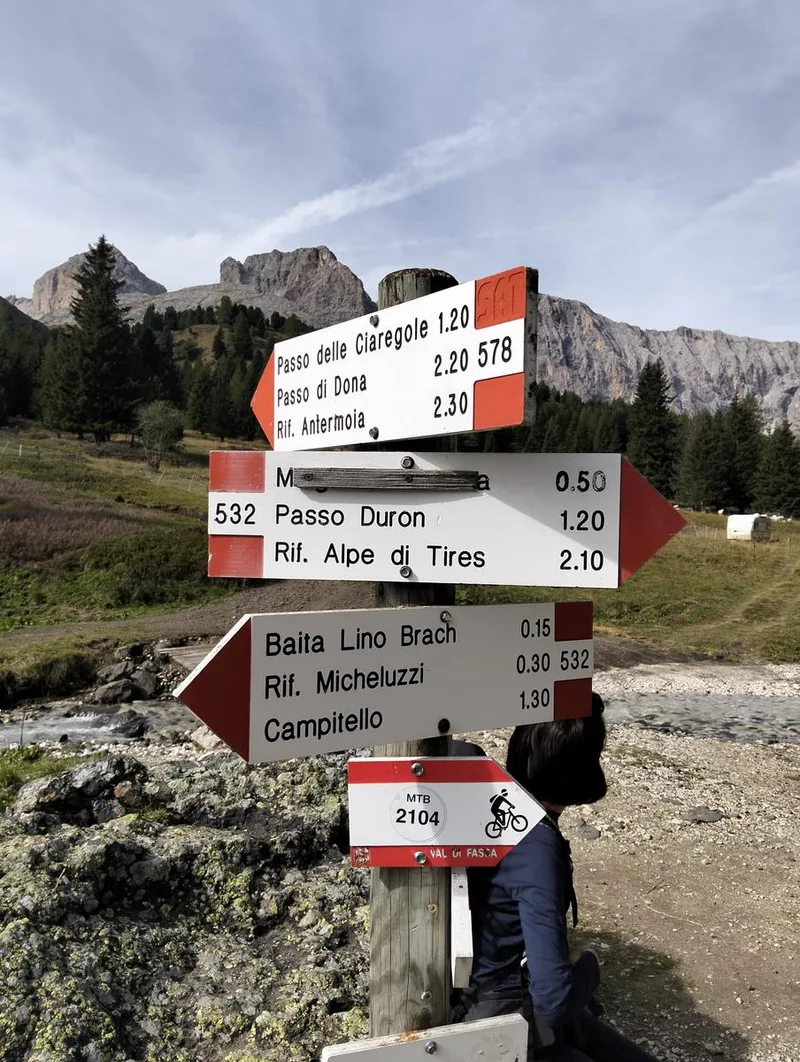 SAT
Passo delle Ciaregole 1.20
Passo di Dona 2.20 578
Rif. Antermoia 2.30
0.50
532 Passo Duron 1.20
Rif. Alpe di Tires 2.10
Baita Lino Brach 0.15
Rif. Micheluzzi 0.30 532
Campitello 1.30
MTB
2104
VAL DI FASSA